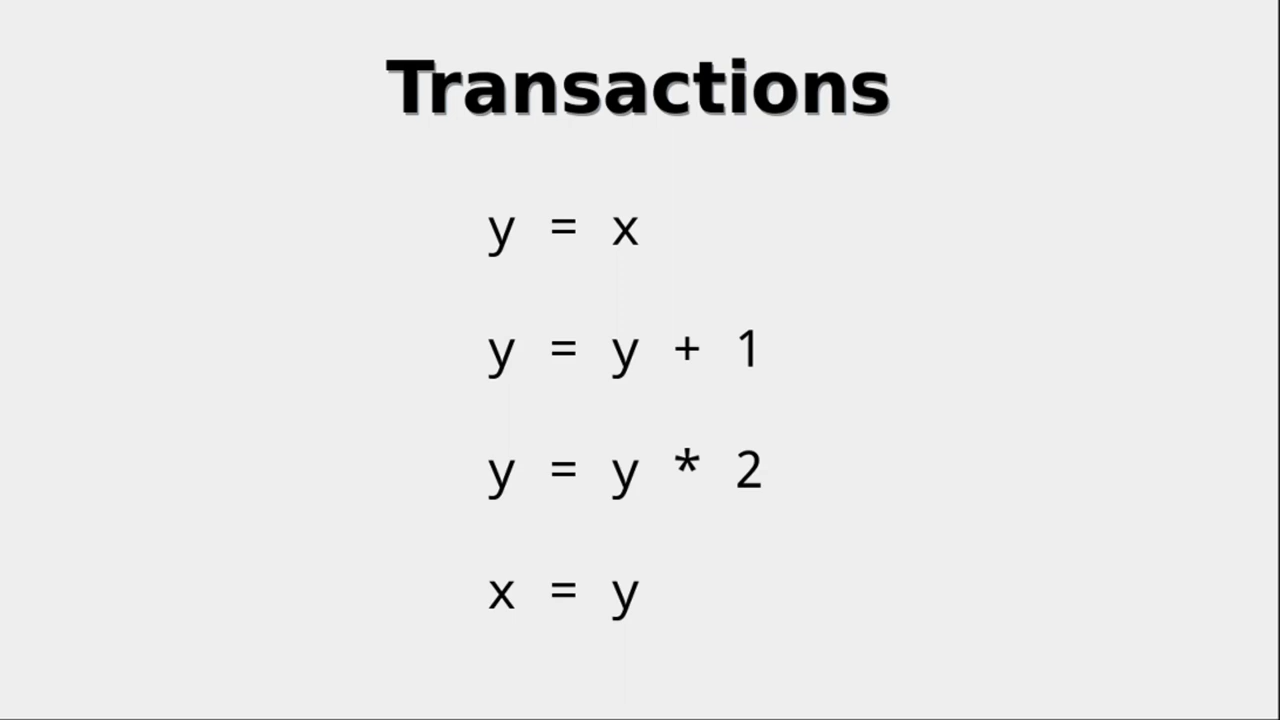 Transactions
y = x
y = y + 1
y = y * 2
x = y